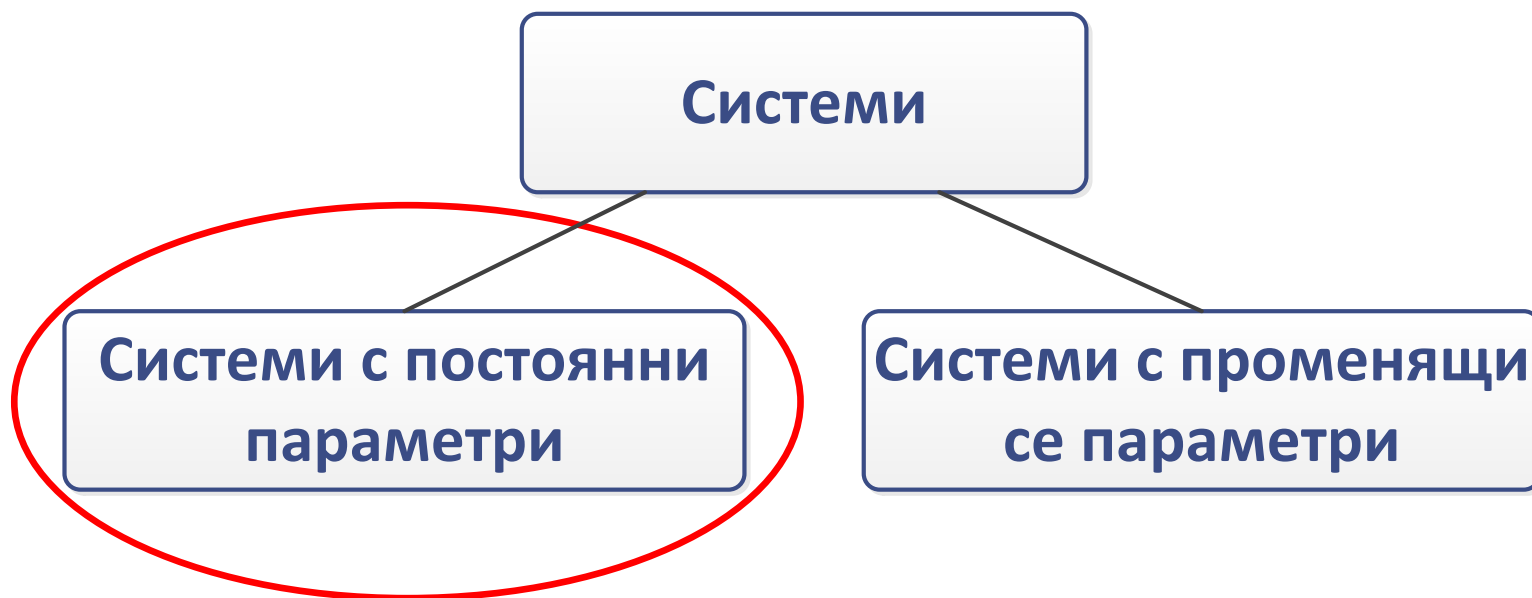 Системи
Системи с постоянни
параметри
Системи с променящи
се параметри